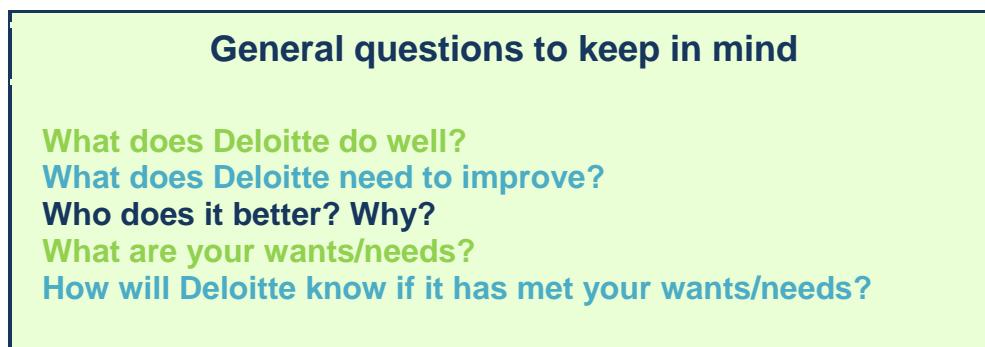 General questions to keep in mind
What does Deloitte do well?
What does Deloitte need to improve?
Who does it better? Why?
What are your wants/needs?
How will Deloitte know if it has met your wants/needs?